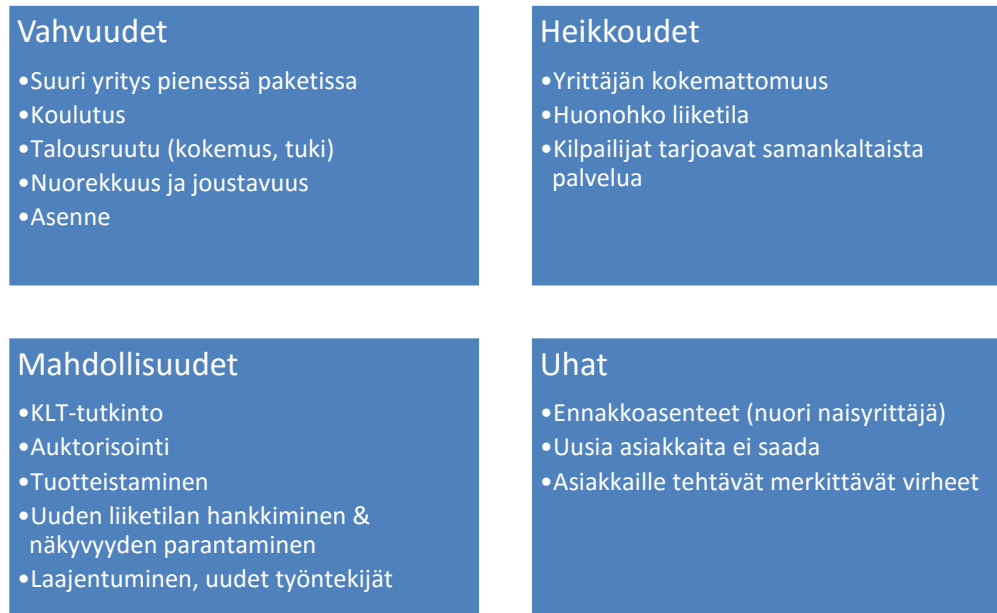 Vahvuudet
•Suuri yritys pienessä paketissa
•Koulutus
•Talousruutu (kokemus, tuki)
•Nuorekkuus ja joustavuus
•Asenne
Heikkoudet
•Yrittäjän kokemattomuus
•Huonohko liiketila
•Kilpailijat tarjoavat samankaltaista
palvelua
Mahdollisuudet
•KLT-tutkinto
•Auktorisointi
•Tuotteistaminen
•Uuden liiketilan hankkiminen &
näkyvyyden parantaminen
•Laajentuminen, uudet työntekijät
Uhat
•Ennakkoasenteet (nuori naisyrittäjä)
•Uusia asiakkaita ei saada
•Asiakkaille tehtävät merkittävät virheet